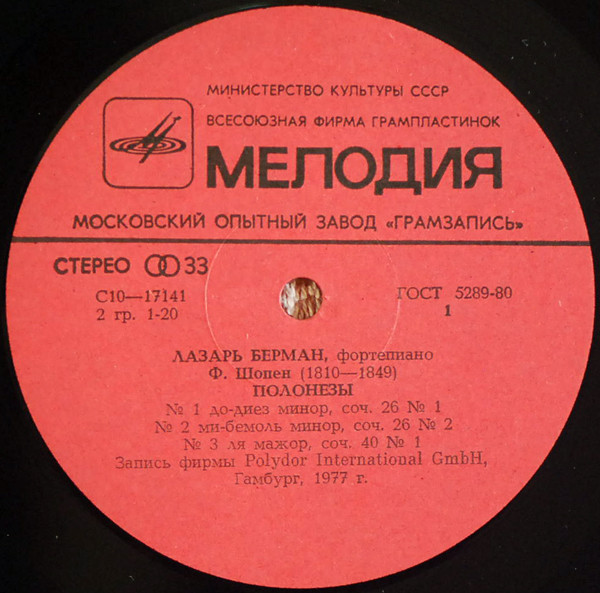 МИНИСТЕРСТВО КУЛЬТУРЫ СССР
ВСЕСОЮЗНАЯ ФИРМА ГРАМПЛАСТИНОК
МЕЛОДИЯ
МОСКОВСКИЙ ОПЫТНЫЙ ЗАВОД «ГРАМЗАПИСЬ»
СТЕРЕО 33
С10—17141
2 гр. 1-20
ГОСТ 5289-80
1
ЛАЗАРЬ БЕРМАН, фортепиано
Ф. Шопен (1810—1849)
ПОЛОНЕЗЫ
№ 1 до-диез минор, соч. 26 № 1
№ 2 ми-бемоль минор, соч. 26 № 2
№ 3 ля мажор, соч. 40 № 1
Запись фирмы Polydor International GmbH,
Гамбург, 1977 г.